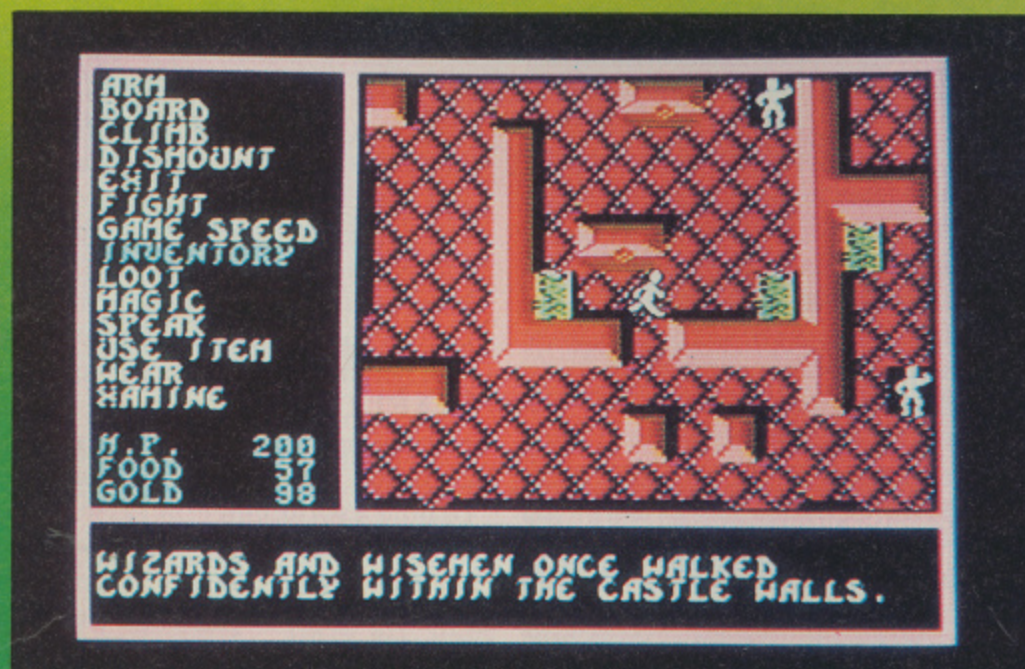 ARM
BOARD
CLIMB
DISMOUNT
EXIT
FIGHT
GAME SPEED
INVENTORY
LOOT
MAGIC
SPEAK
USE ITEM
WEAR
XAMINE
H.P. 200
FOOD 57
GOLD 98
WIZARDS AND WISEMEN ONCE WALKED
CONFIDENTLY WITHIN THE CASTLE WALLS.